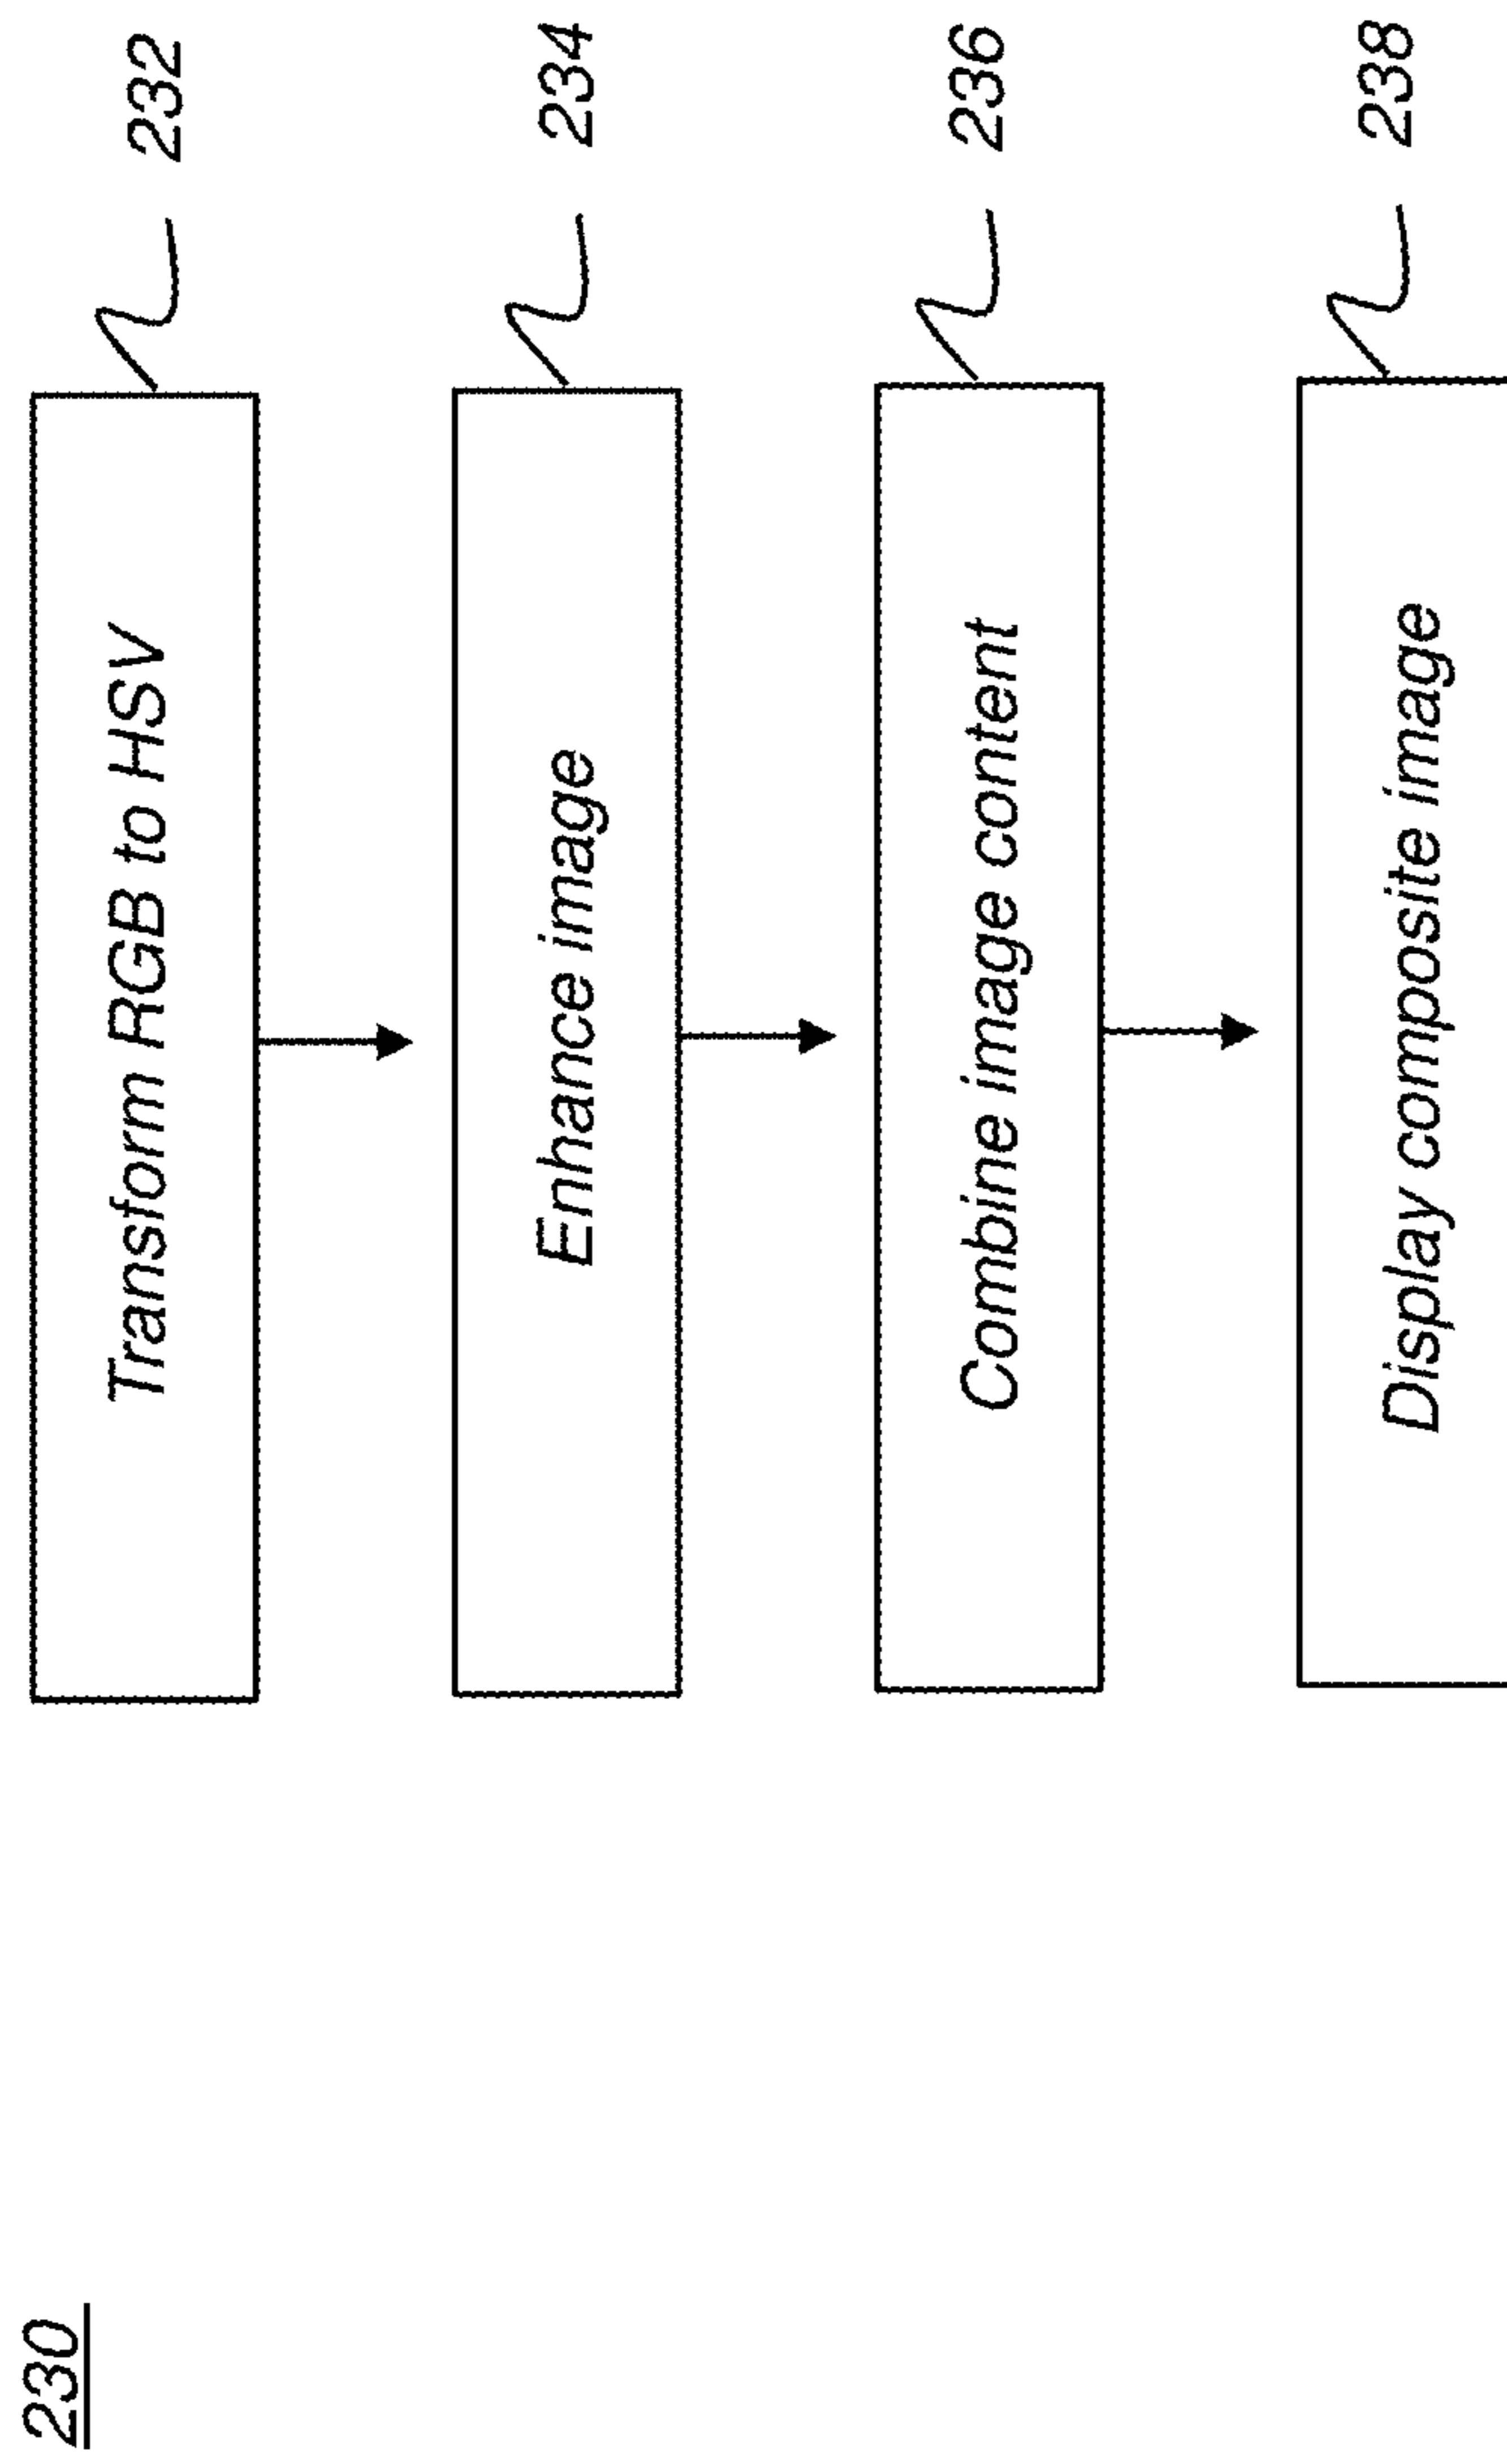 230
Transform RGB to HSV
232
Enhance image
234
Combine image content
236
Display composite image
238